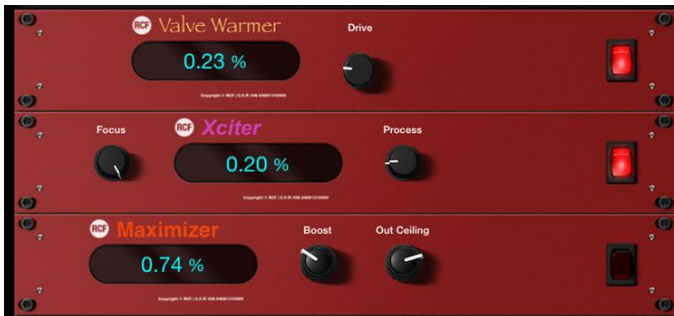 RCF Valve Warmer
Drive
0.23 %
RCF Xciter
Focus
Process
0.20 %
RCF Maximizer
Boost
Out Ceiling
0.74 %